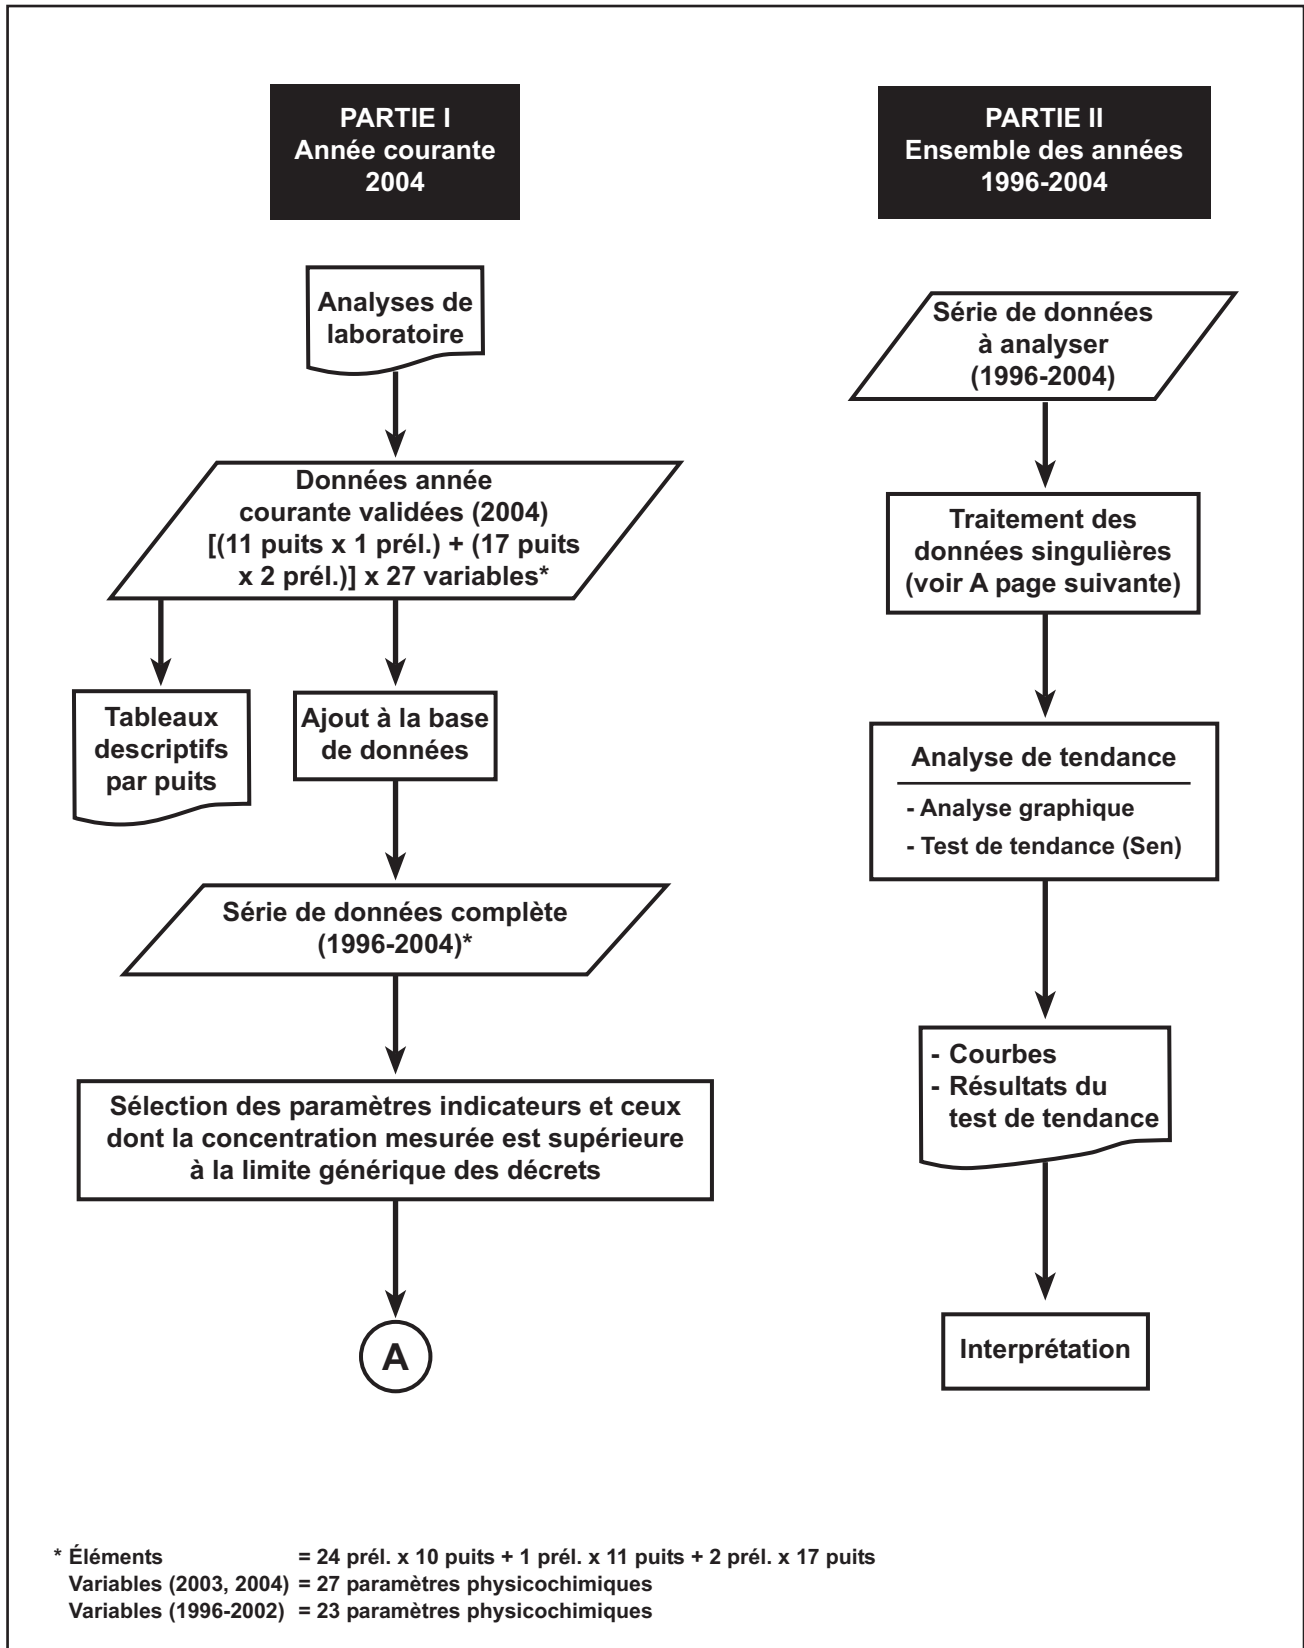 PARTIE I
Année courante
2004
Analyses de
laboratoire
Données année
courante validées (2004)
[(11 puits x 1 prél.) + (17 puits
x 2 prél.)] x 27 variables*
Tableaux
descriptifs
par puits
Ajout à la base
de données
Série de données complète
(1996-2004)*
Sélection des paramètres indicateurs et ceux
dont la concentration mesurée est supérieure
à la limite générique des décrets
A
PARTIE II
Ensemble des années
1996-2004
Série de données
à analyser
(1996-2004)
Traitement des
données singulières
(voir A page suivante)
Analyse de tendance
- Analyse graphique
- Test de tendance (Sen)
- Courbes
- Résultats du
test de tendance
Interprétation
* Éléments = 24 prél. x 10 puits + 1 prél. x 11 puits + 2 prél. x 17 puits
Variables (2003, 2004) = 27 paramètres physicochimiques
Variables (1996-2002) = 23 paramètres physicochimiques